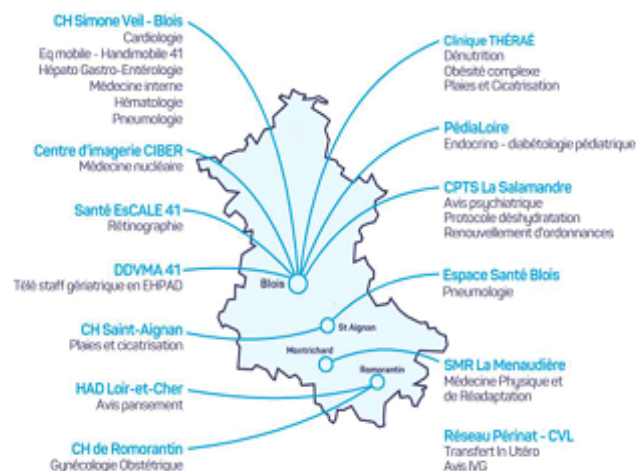 CH Simone Veil - Blois
Cardiologie
Eq mobile - Handimobile 41
Hépato Gastro-Entérologie
Médecine interne
Hématologie
Pneumologie
Centre d'imagerie CIBER
Médecine nucléaire
Santé EsCALE 41
Rétinographie
DDVMA 41
Télé staff gériatrique en EHPAD
CH Saint-Aignan
Plaies et cicatrisation
HAD Loir-et-Cher
Avis pansement
CH de Romorantin
Gynécologie Obstétrique
Blois
St Aignon
Montrichard
Romorantin
Clinique THÉRAÉ
Dénutrition
Obésité complexe
Plaies et Cicatrisation
PédiaLoire
Endocrino - diabétologie pédiatrique
CPTS La Salamandre
Avis psychiatrique
Protocole déshydratation
Renouvellement d'ordonnances
Espace Santé Blois
Pneumologie
SMR La Menaudière
Médecine Physique et
de Réadaptation
Réseau Périnat - CVL
Transfert In Utéro
Avis IVG